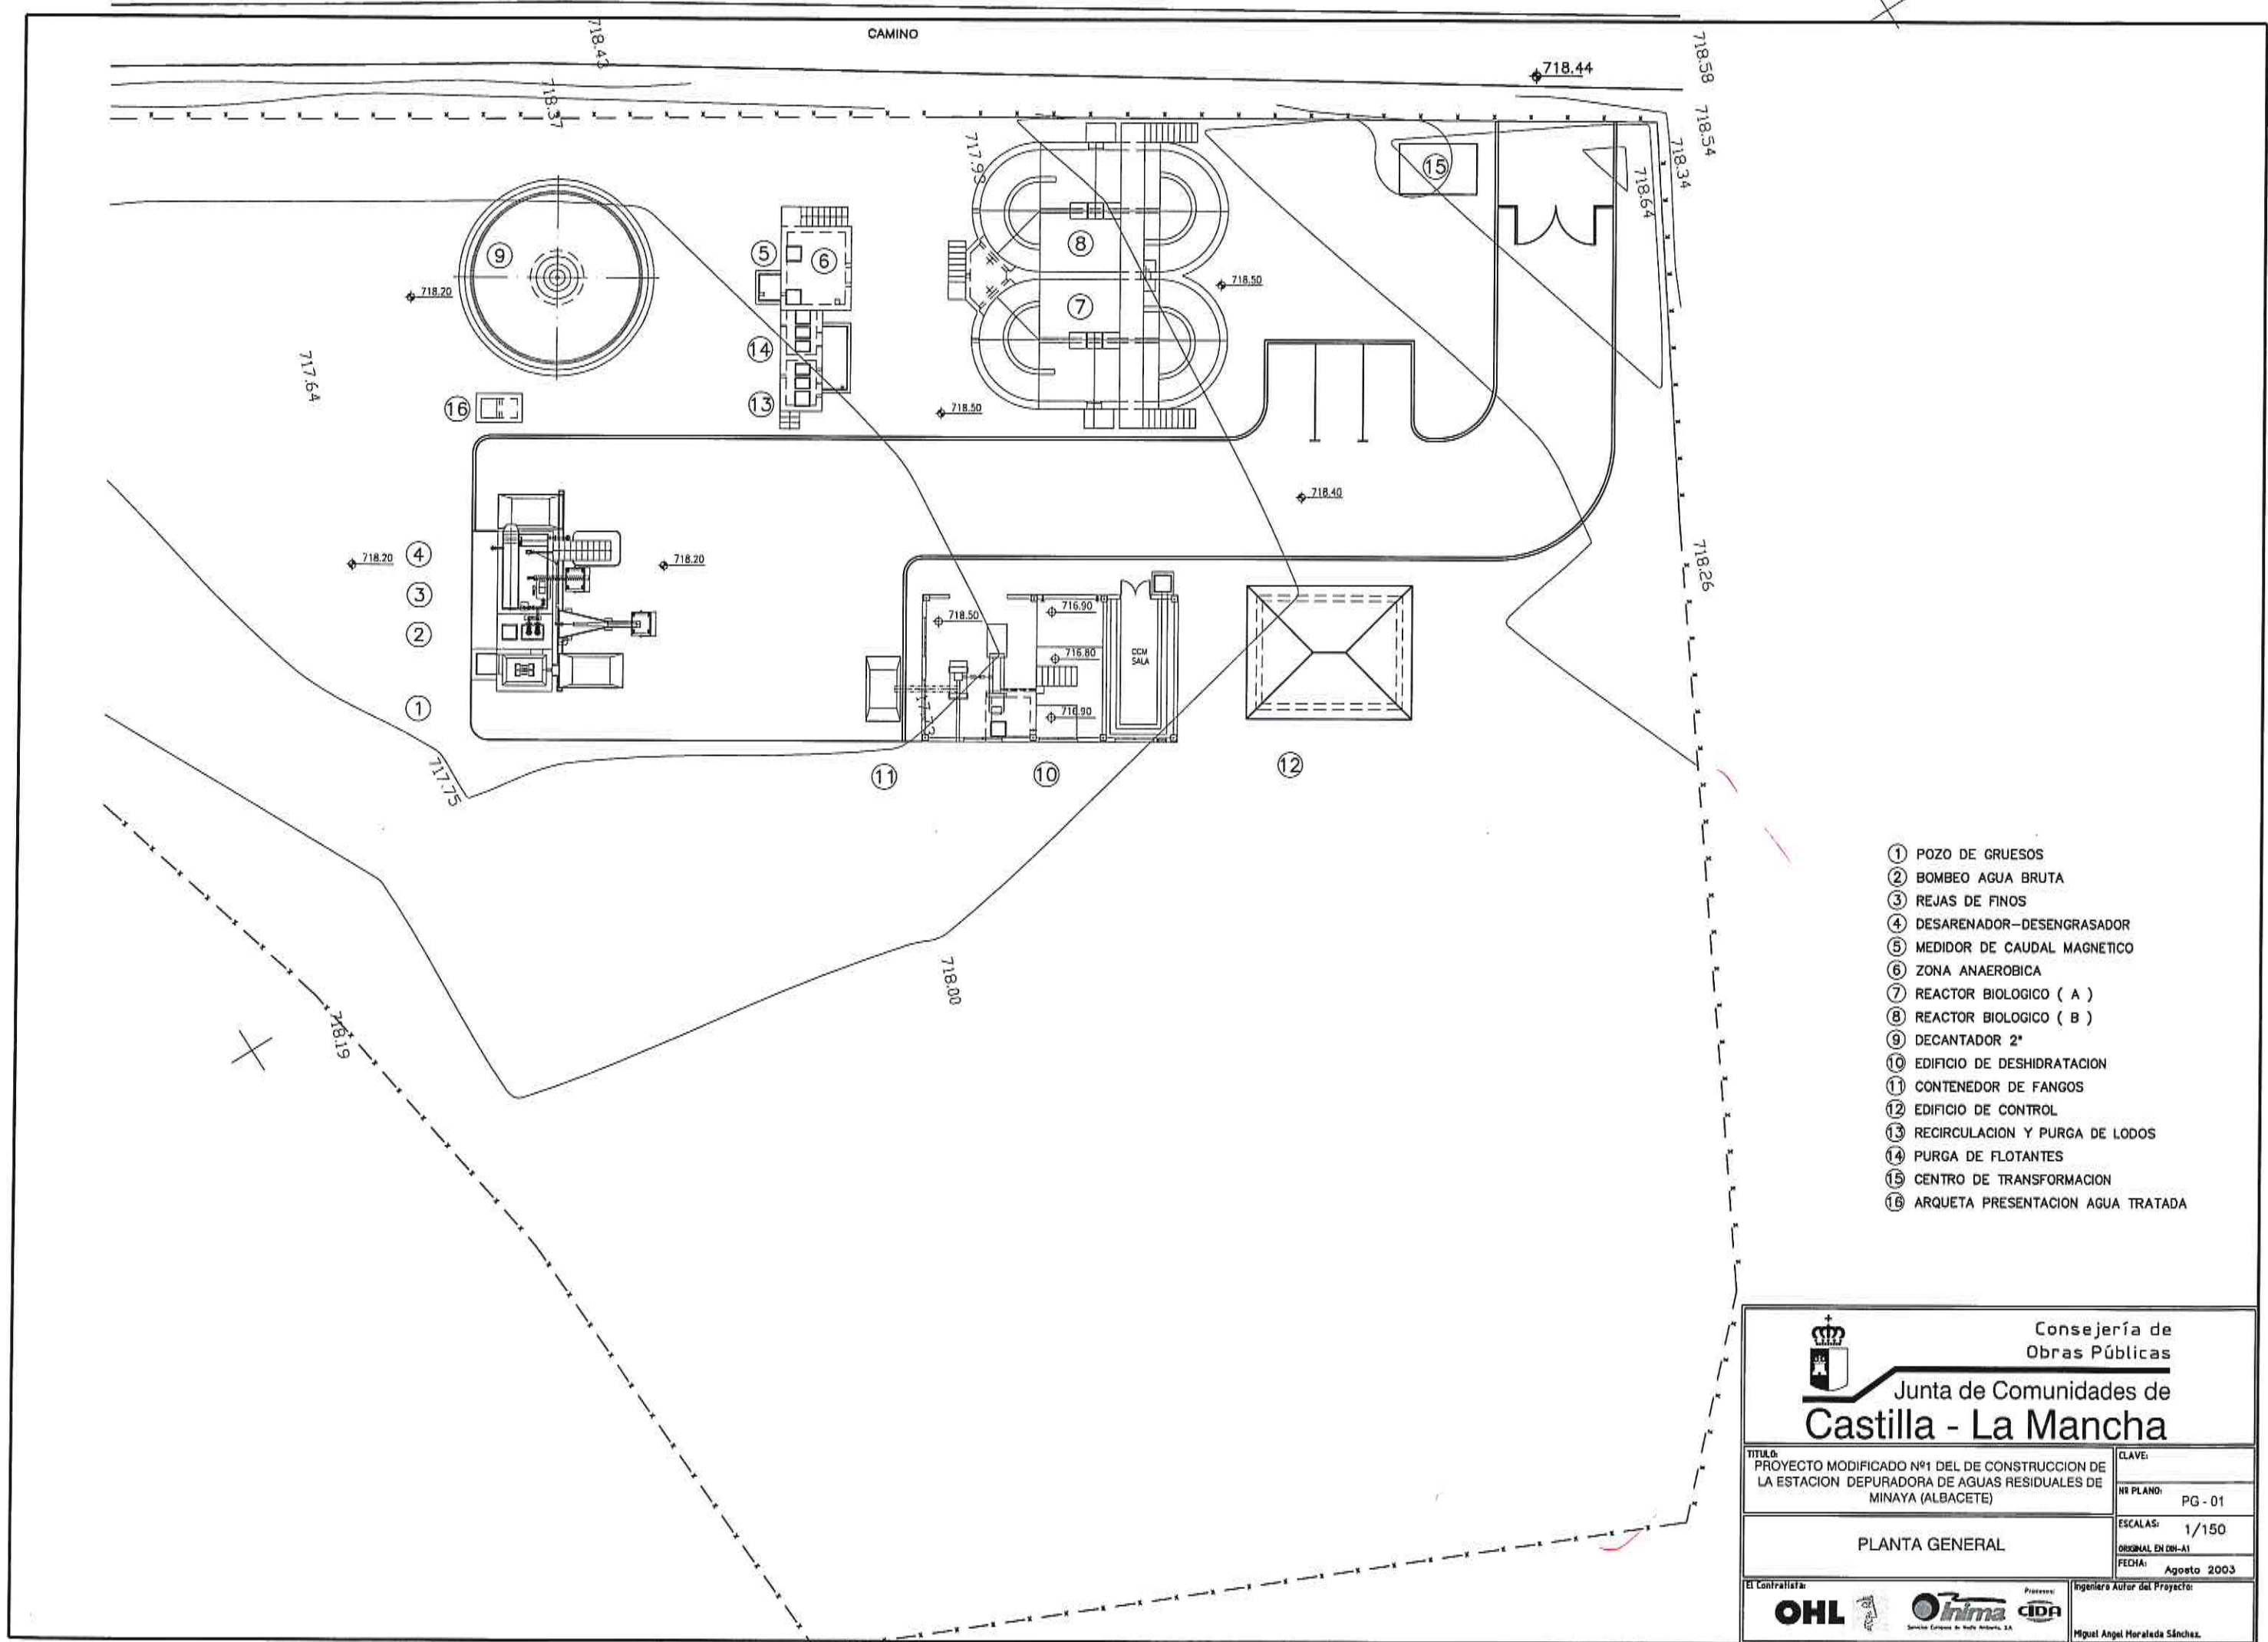 CAMINO
718.43
718.37
718.44
718.58
718.54
718.34
718.64
717.93
15
9
5
6
8
7
718.20
718.50
717.64
14
13
16
718.50
718.40
4
718.20
718.20
3
2
1
718.26
718.50
716.90
716.80
716.90
CCM
SALA
717.75
11
10
12
718.00
718.19
1 POZO DE GRUESOS
2 BOMBEO AGUA BRUTA
3 REJAS DE FINOS
4 DESARENADOR-DESENGRASADOR
5 MEDIDOR DE CAUDAL MAGNETICO
6 ZONA ANAEROBICA
7 REACTOR BIOLOGICO ( A )
8 REACTOR BIOLOGICO ( B )
9 DECANTADOR 2º
10 EDIFICIO DE DESHIDRATACION
11 CONTENEDOR DE FANGOS
12 EDIFICIO DE CONTROL
13 RECIRCULACION Y PURGA DE LODOS
14 PURGA DE FLOTANTES
15 CENTRO DE TRANSFORMACION
16 ARQUETA PRESENTACION AGUA TRATADA
Consejería de
Obras Públicas
Junta de Comunidades de
Castilla - La Mancha
TITULO:
PROYECTO MODIFICADO Nº1 DEL DE CONSTRUCCION DE
LA ESTACION DEPURADORA DE AGUAS RESIDUALES DE
MINAYA (ALBACETE)
CLAVE:
Nº PLANO:
PG - 01
PLANTA GENERAL
ESCALAS:
1/150
ORIGINAL EN DIN-A1
FECHA:
Agosto 2003
El Contratista:
OHL
inima
Procesos:
CIDA
Ingeniero Autor del Proyecto:
Miguel Angel Moraleda Sánchez.